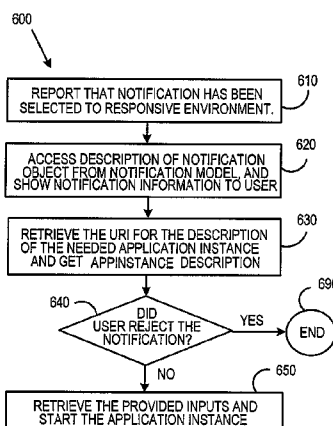 600
REPORT THAT NOTIFICATION HAS BEEN
SELECTED TO RESPONSIVE ENVIRONMENT.
610
ACCESS DESCRIPTION OF NOTIFICATION
OBJECT FROM NOTIFICATION MODEL, AND
SHOW NOTIFICATION INFORMATION TO USER
620
RETRIEVE THE URI FOR THE DESCRIPTION
OF THE NEEDED APPLICATION INSTANCE
AND GET APPINSTANCE DESCRIPTION
630
640
DID
USER REJECT THE
NOTIFICATION?
YES
END
690
NO
650
RETRIEVE THE PROVIDED INPUTS AND
START THE APPLICATION INSTANCE